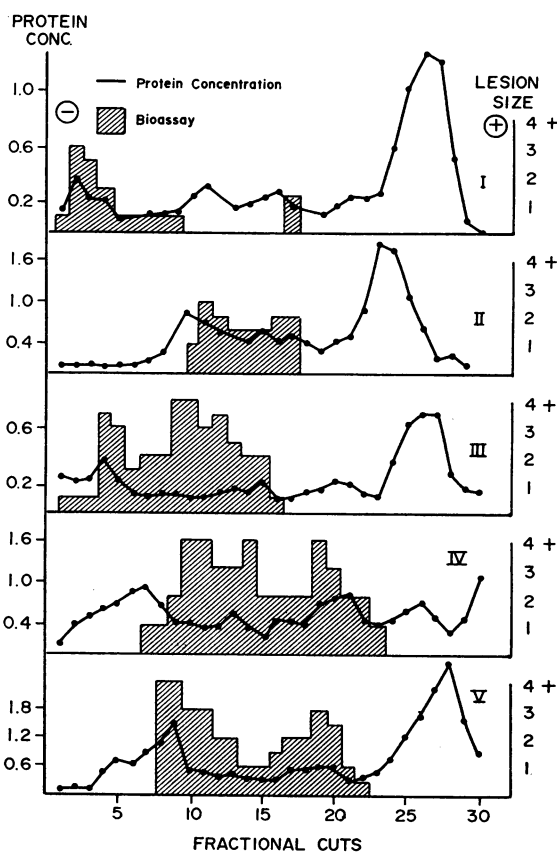 PROTEIN
CONC.
Protein Concentration
Bioassay
LESION
SIZE
−
+
1.0
0.6
0.2
4 +
3
2
1
I
1.6
1.0
0.4
4 +
3
2
1
II
0.6
0.2
4 +
3
2
1
III
1.6
1.0
0.4
4 +
3
2
1
IV
1.8
1.2
0.6
4 +
3
2
1
V
5 10 15 20 25 30
FRACTIONAL CUTS